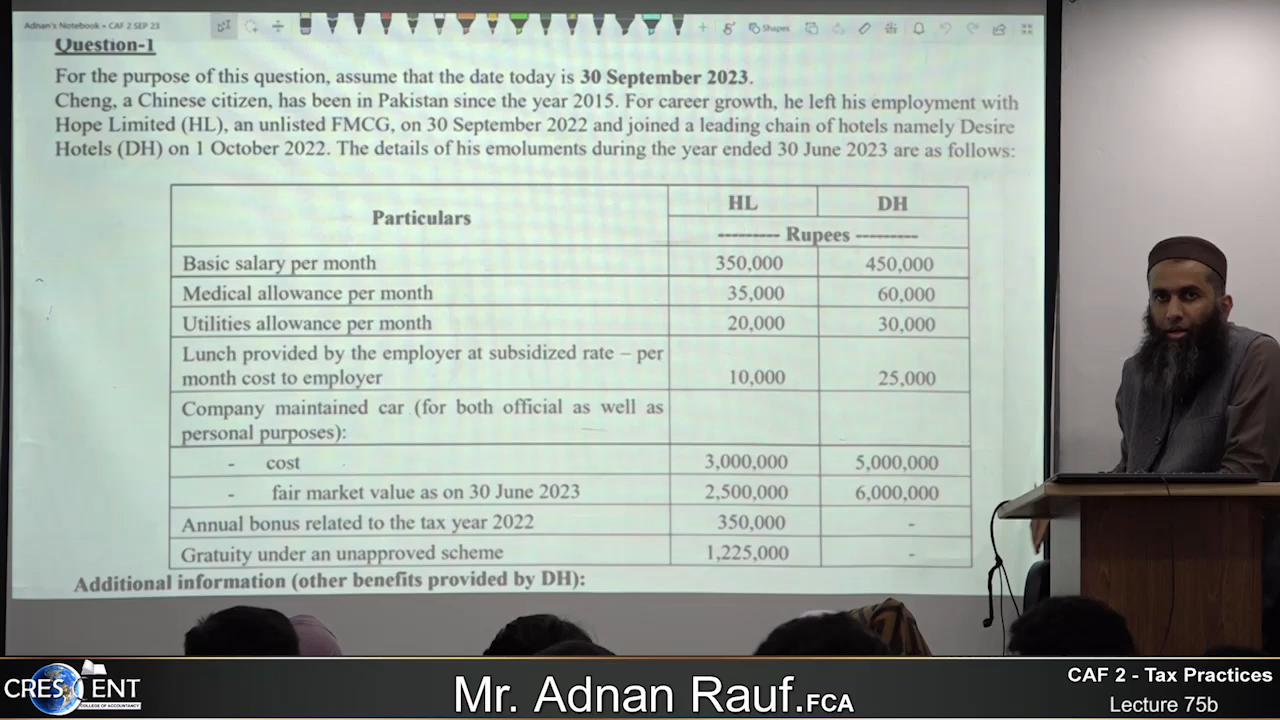 Adnan's Notebook - CAF 2 SEP 23
Shapes
Question-1
For the purpose of this question, assume that the date today is 30 September 2023.
Cheng, a Chinese citizen, has been in Pakistan since the year 2015. For career growth, he left his employment with
Hope Limited (HL), an unlisted FMCG, on 30 September 2022 and joined a leading chain of hotels namely Desire
Hotels (DH) on 1 October 2022. The details of his emoluments during the year ended 30 June 2023 are as follows:
Particulars HL DH
--------- Rupees ---------
Basic salary per month 350,000 450,000
Medical allowance per month 35,000 60,000
Utilities allowance per month 20,000 30,000
Lunch provided by the employer at subsidized rate – per
month cost to employer 10,000 25,000
Company maintained car (for both official as well as
personal purposes):
- cost 3,000,000 5,000,000
- fair market value as on 30 June 2023 2,500,000 6,000,000
Annual bonus related to the tax year 2022 350,000 -
Gratuity under an unapproved scheme 1,225,000 -
Additional information (other benefits provided by DH):
CRESCENT
COLLEGE OF ACCOUNTANCY
Mr. Adnan Rauf.FCA
CAF 2 - Tax Practices
Lecture 75b